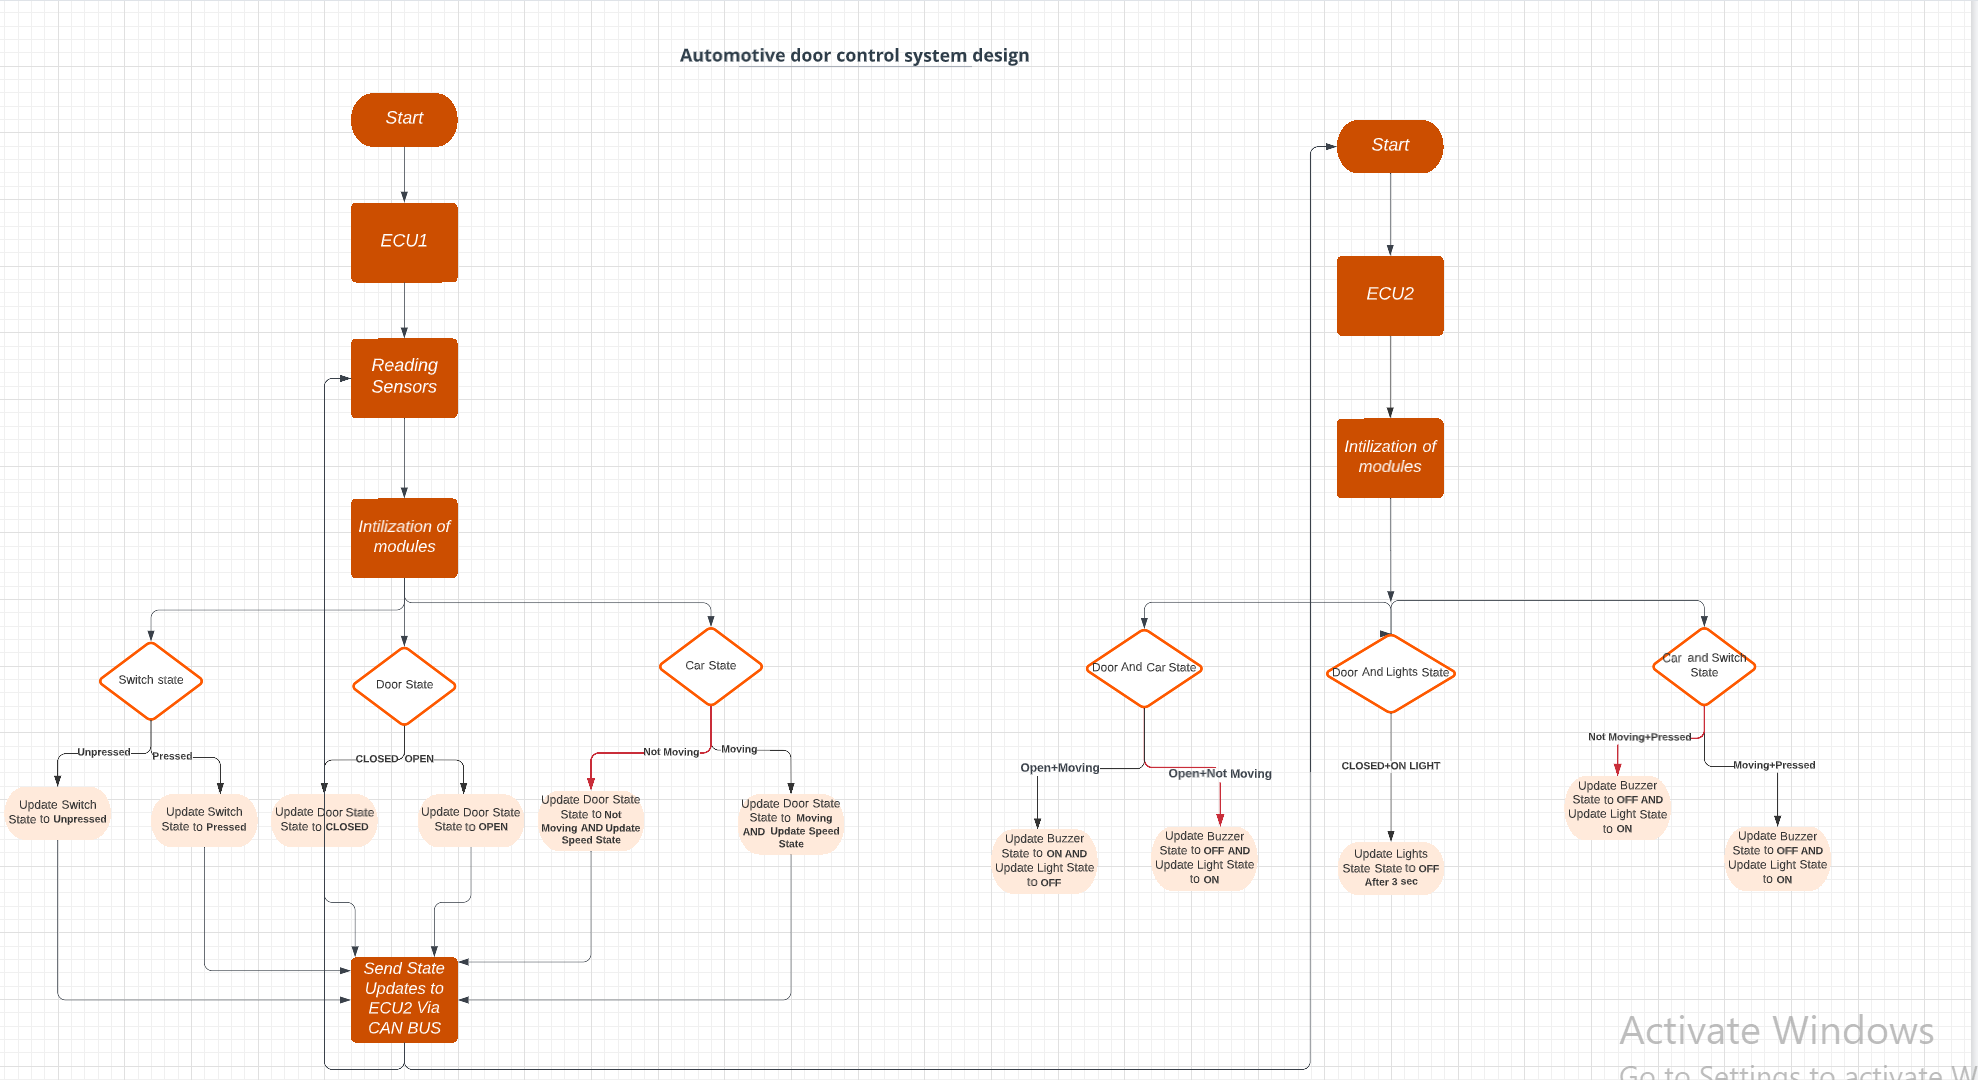 Automotive door control system design
Start
ECU1
Reading
Sensors
Intilization of
modules
Switch state
Door State
Car State
Unpressed
Pressed
CLOSED
OPEN
Not Moving
Moving
Update Switch
State to Unpressed
Update Switch
State to Pressed
Update Door State
State to CLOSED
Update Door State
State to OPEN
Update Door State
State to Not
Moving AND Update
Speed State
Update Door State
State to Moving
AND Update Speed
State
Send State
Updates to
ECU2 Via
CAN BUS
Start
ECU2
Intilization of
modules
Door And Car State
Door And Lights State
Car and Switch
State
Open+Moving
Open+Not Moving
CLOSED+ON LIGHT
Not Moving+Pressed
Moving+Pressed
Update Buzzer
State to ON AND
Update Light State
to OFF
Update Buzzer
State to OFF AND
Update Light State
to ON
Update Lights
State State to OFF
After 3 sec
Update Buzzer
State to OFF AND
Update Light State
to ON
Update Buzzer
State to OFF AND
Update Light State
to ON
Activate Windows
Go to Settings to activate W